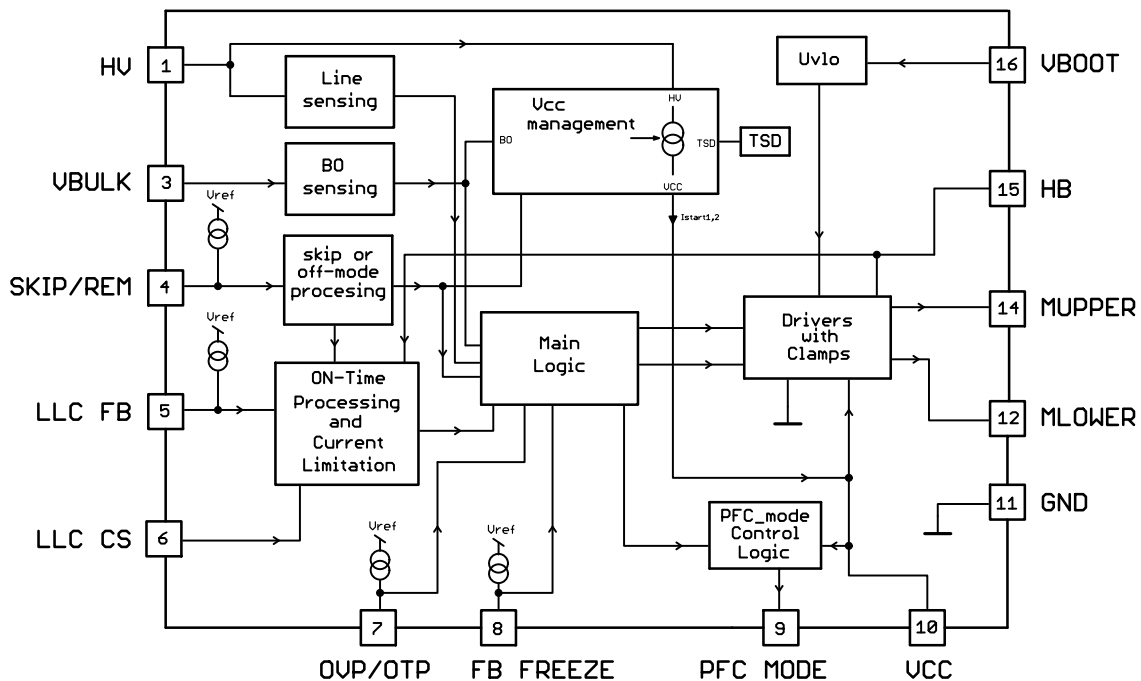 HV
1
Line
sensing
Uvlo
16
VBOOT
Vcc
management
HV
BO
TSD
TSD
VCC
VBULK
3
BO
sensing
15
HB
Vref
Istart1,2
SKIP/REM
4
skip or
off-mode
procesing
14
MUPPER
Vref
Main
Logic
Drivers
with
Clamps
LLC FB
5
ON-Time
Processing
and
Current
Limitation
12
MLOWER
LLC CS
6
Vref
Vref
PFC_mode
Control
Logic
11
GND
7
8
9
10
OVP/OTP
FB FREEZE
PFC MODE
VCC